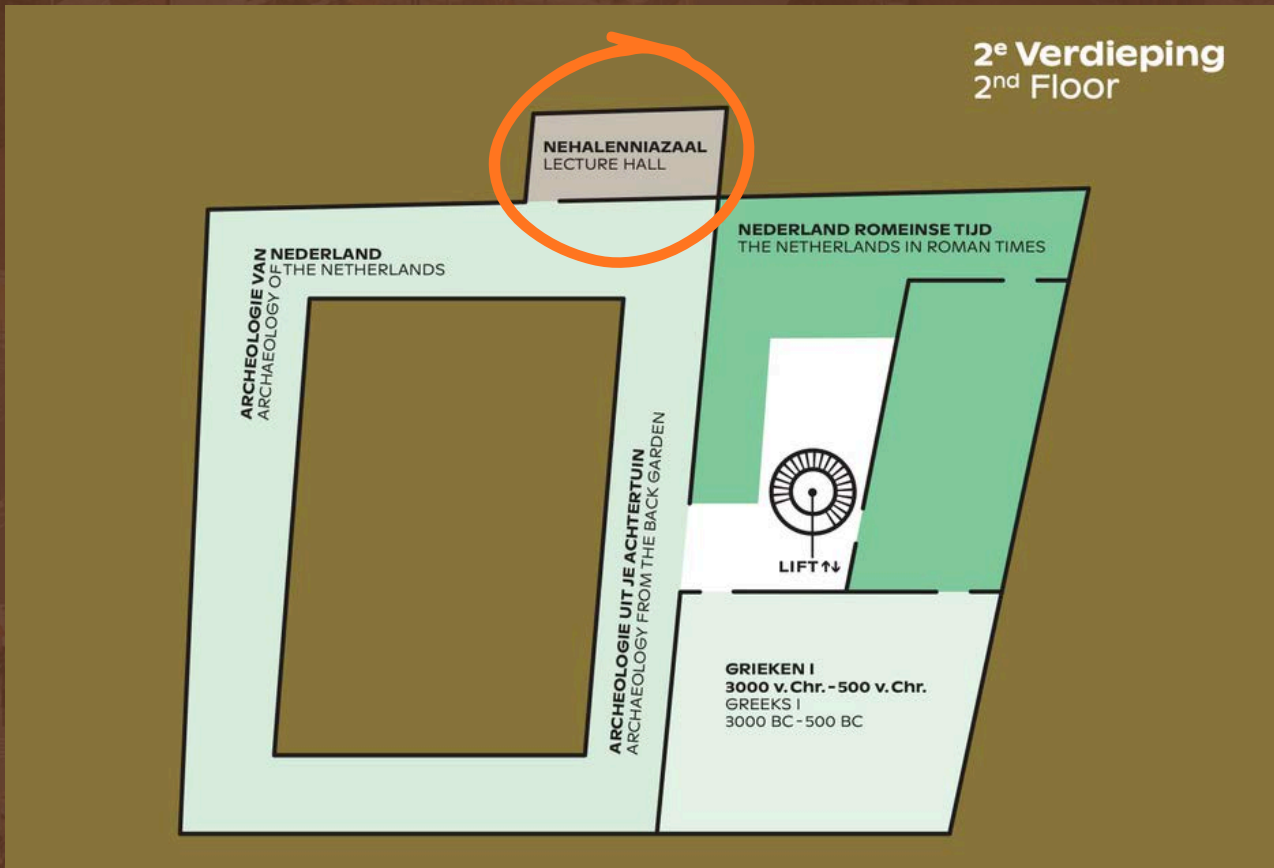 2e Verdieping
2nd Floor
NEHALENNIAZAAL
LECTURE HALL
ARCHEOLOGIE VAN NEDERLAND
ARCHAEOLOGY OF THE NETHERLANDS
NEDERLAND ROMEINSE TIJD
THE NETHERLANDS IN ROMAN TIMES
ARCHEOLOGIE UIT JE ACHTERTUIN
ARCHAEOLOGY FROM THE BACK GARDEN
LIFT ↑↓
GRIEKEN I
3000 v.Chr. - 500 v.Chr.
GREEKS I
3000 BC - 500 BC